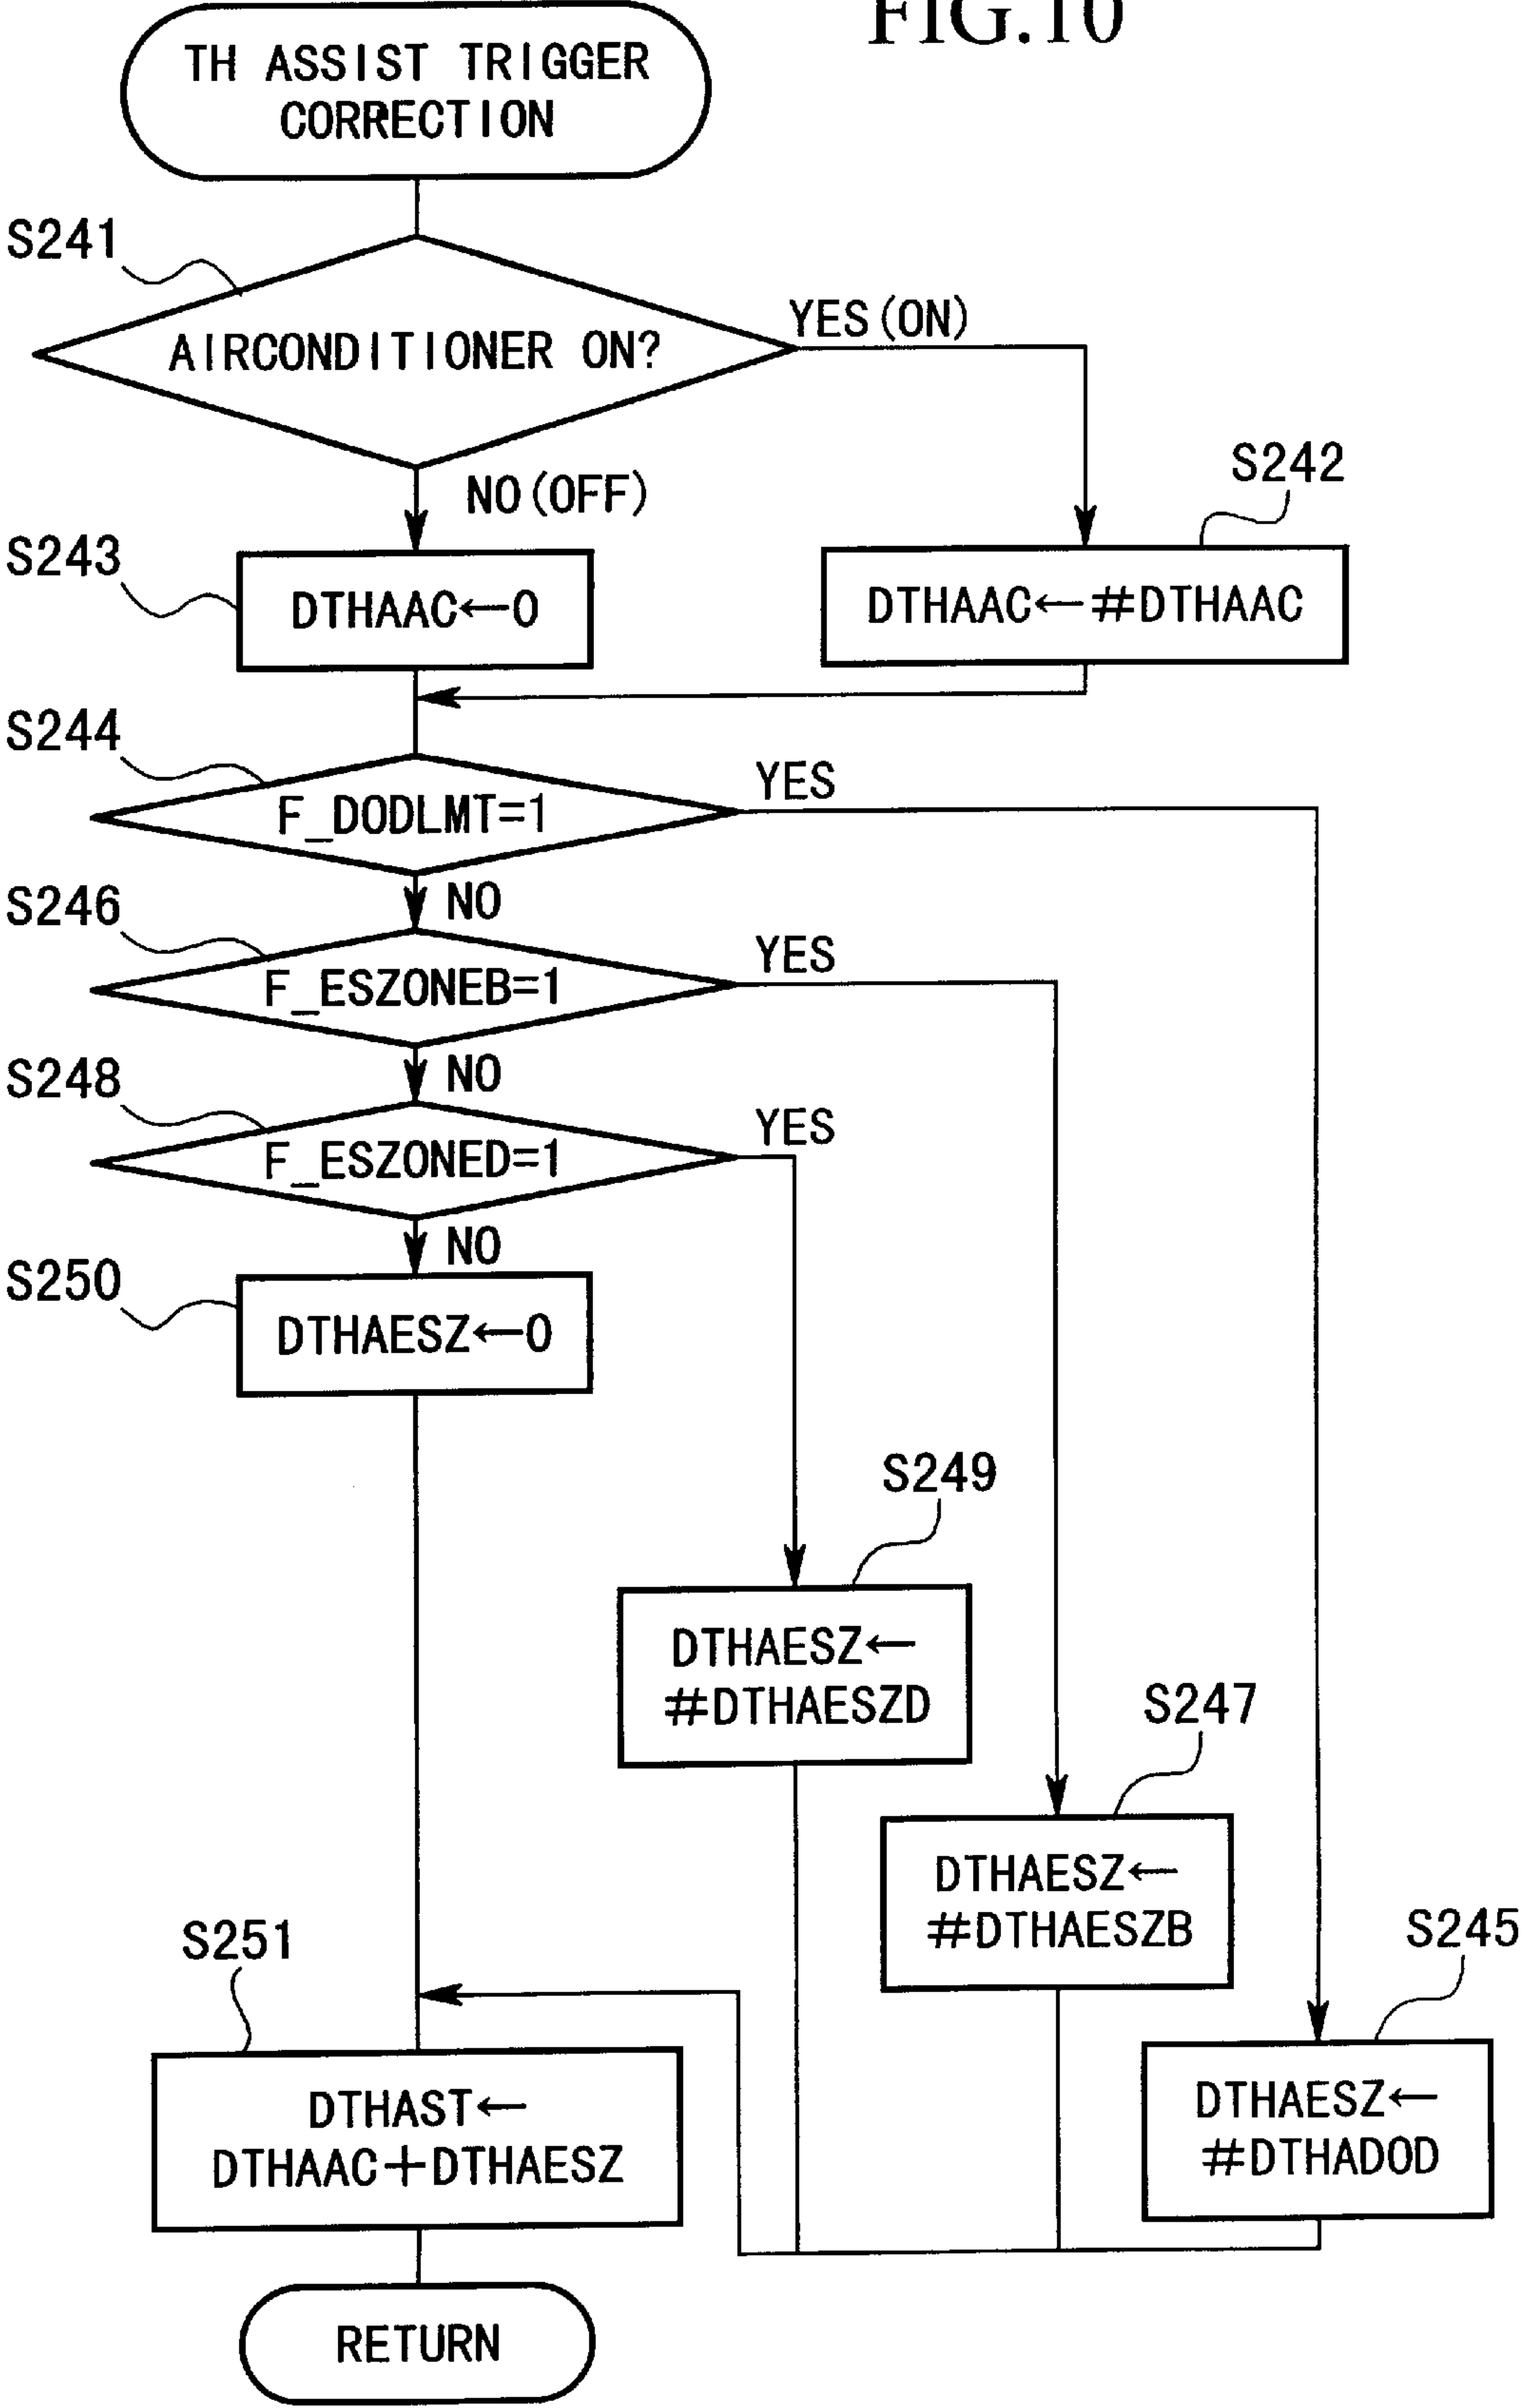 FIG.10
TH ASSIST TRIGGER
CORRECTION
S241
AIRCONDITIONER ON?
YES(ON)
NO(OFF)
S242
S243
DTHAAC←0
DTHAAC←#DTHAAC
S244
F_DODLMT=1
YES
NO
S246
F_ESZONEB=1
YES
NO
S248
F_ESZONED=1
YES
NO
S250
DTHAESZ←0
S249
DTHAESZ←
#DTHAESZD
S247
DTHAESZ←
#DTHAESZB
S245
DTHAESZ←
#DTHADOD
S251
DTHAST←
DTHAAC+DTHAESZ
RETURN